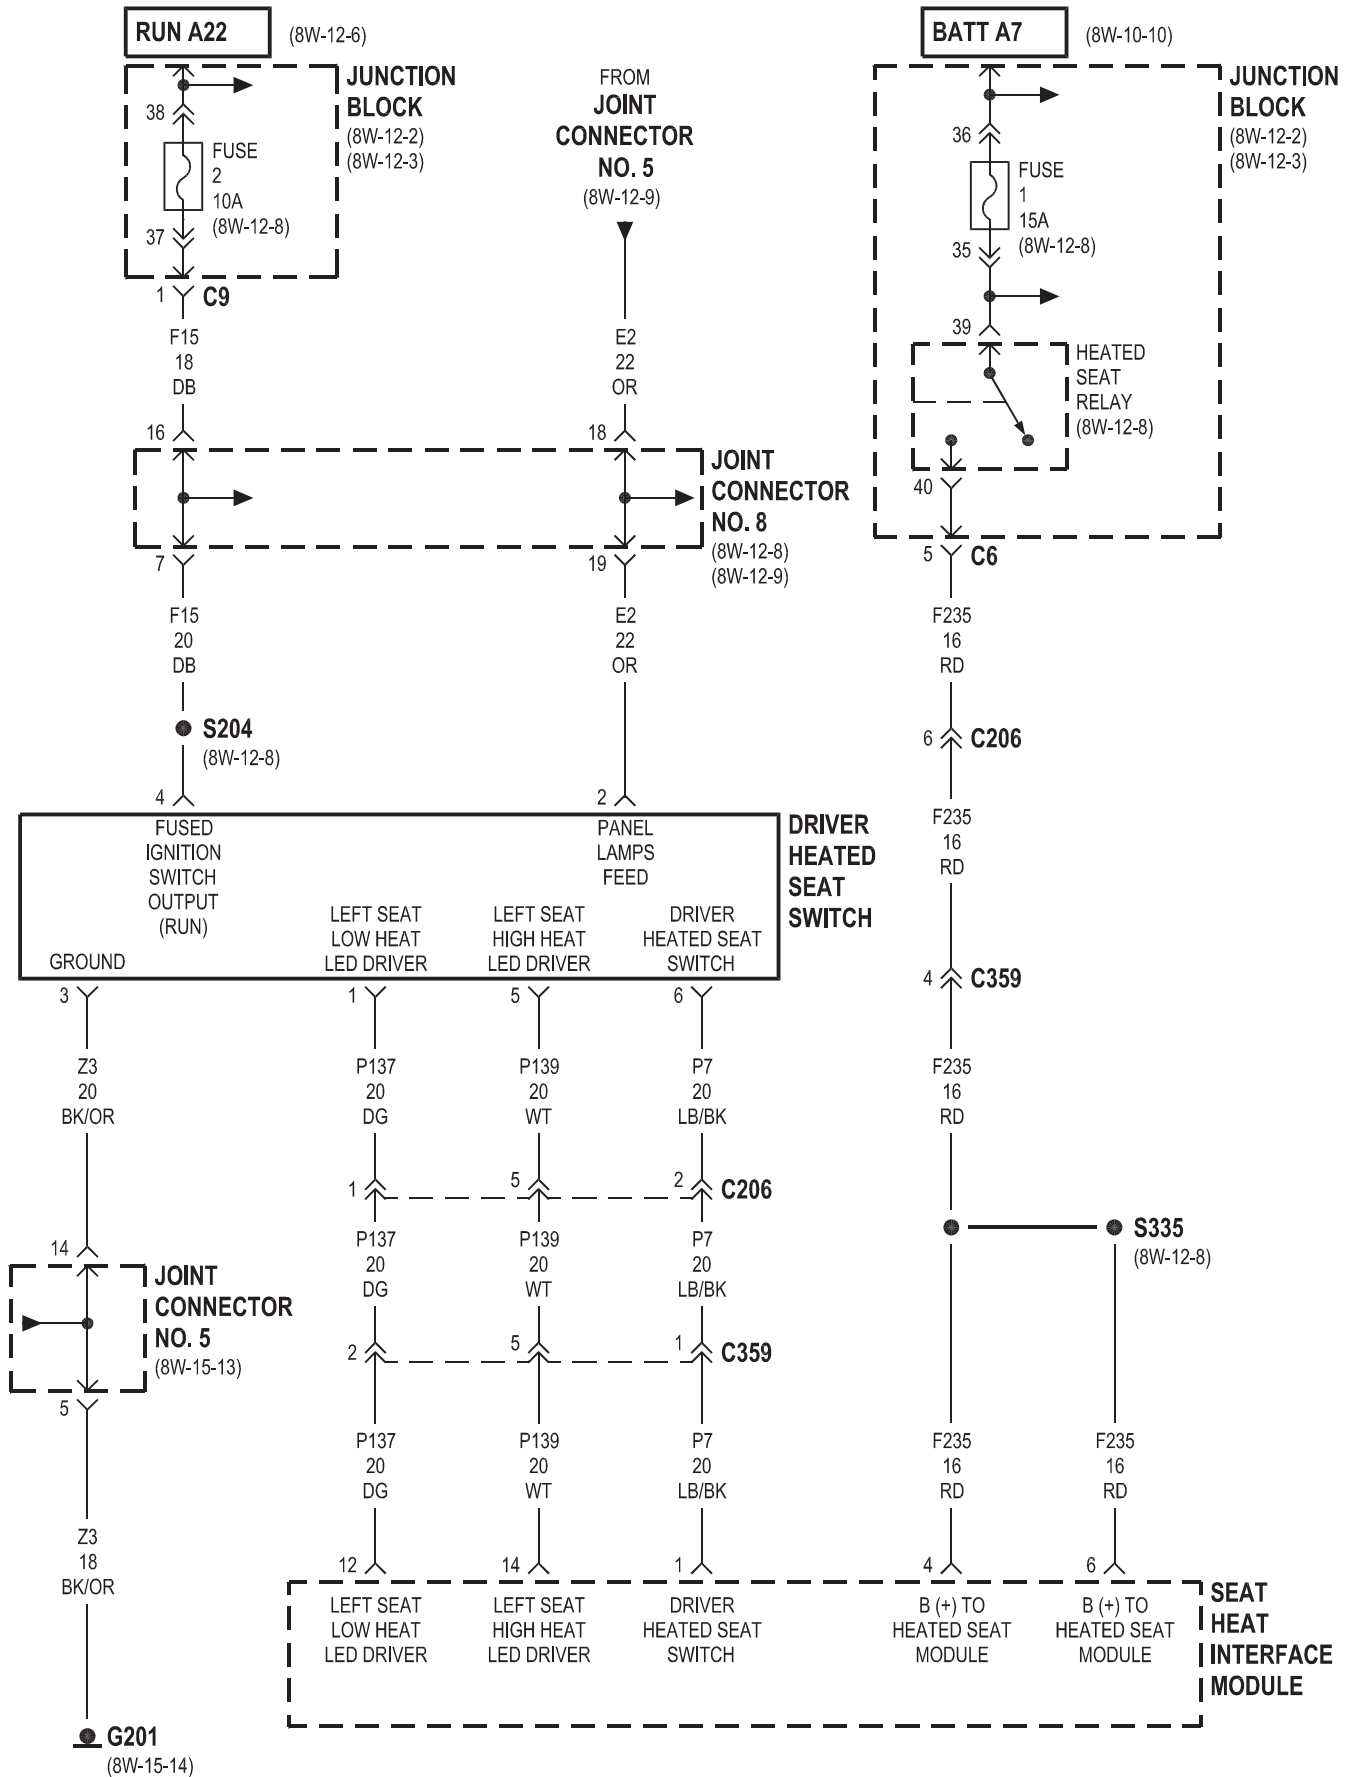 RUN A22
(8W-12-6)
BATT A7
(8W-10-10)
JUNCTION
BLOCK
(8W-12-2)
(8W-12-3)
38
FUSE
2
10A
(8W-12-8)
37
1
C9
F15
18
DB
16
FROM
JOINT
CONNECTOR
NO. 5
(8W-12-9)
E2
22
OR
18
JUNCTION
BLOCK
(8W-12-2)
(8W-12-3)
36
FUSE
1
15A
(8W-12-8)
35
39
HEATED
SEAT
RELAY
(8W-12-8)
40
5
C6
JOINT
CONNECTOR
NO. 8
(8W-12-8)
(8W-12-9)
7
19
F15
20
DB
E2
22
OR
F235
16
RD
S204
(8W-12-8)
6
C206
4
2
F235
16
RD
FUSED
IGNITION
SWITCH
OUTPUT
(RUN)
PANEL
LAMPS
FEED
DRIVER
HEATED
SEAT
SWITCH
GROUND
LEFT SEAT
LOW HEAT
LED DRIVER
LEFT SEAT
HIGH HEAT
LED DRIVER
DRIVER
HEATED SEAT
SWITCH
4
C359
3
1
5
6
Z3
20
BK/OR
P137
20
DG
P139
20
WT
P7
20
LB/BK
F235
16
RD
1
5
2
C206
P137
20
DG
P139
20
WT
P7
20
LB/BK
S335
(8W-12-8)
14
JOINT
CONNECTOR
NO. 5
(8W-15-13)
5
2
5
1
C359
P137
20
DG
P139
20
WT
P7
20
LB/BK
F235
16
RD
F235
16
RD
Z3
18
BK/OR
12
14
1
4
6
LEFT SEAT
LOW HEAT
LED DRIVER
LEFT SEAT
HIGH HEAT
LED DRIVER
DRIVER
HEATED SEAT
SWITCH
B (+) TO
HEATED SEAT
MODULE
B (+) TO
HEATED SEAT
MODULE
SEAT
HEAT
INTERFACE
MODULE
G201
(8W-15-14)